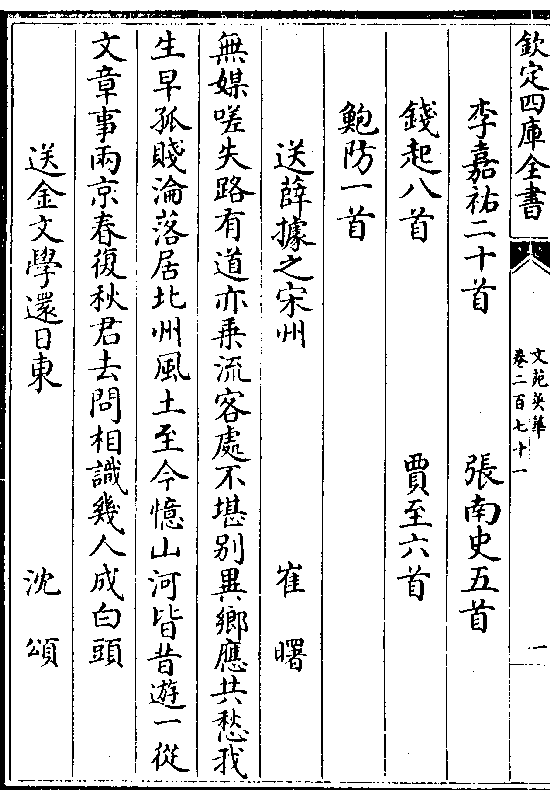 欽定四庫全書
文苑英華
卷二百七十一
一
李嘉祐二十首 張南史五首
錢起八首 賈至六首
鮑防一首
送薛據之宋州 崔曙
無媒嗟失路有道亦乗流客處不堪别異鄉應共愁我
生早孤賤淪落居北州風土至今憶山河皆昔遊一從
文章事兩京春復秋君去問相識幾人成白頭
送金文學還日東 沈頌